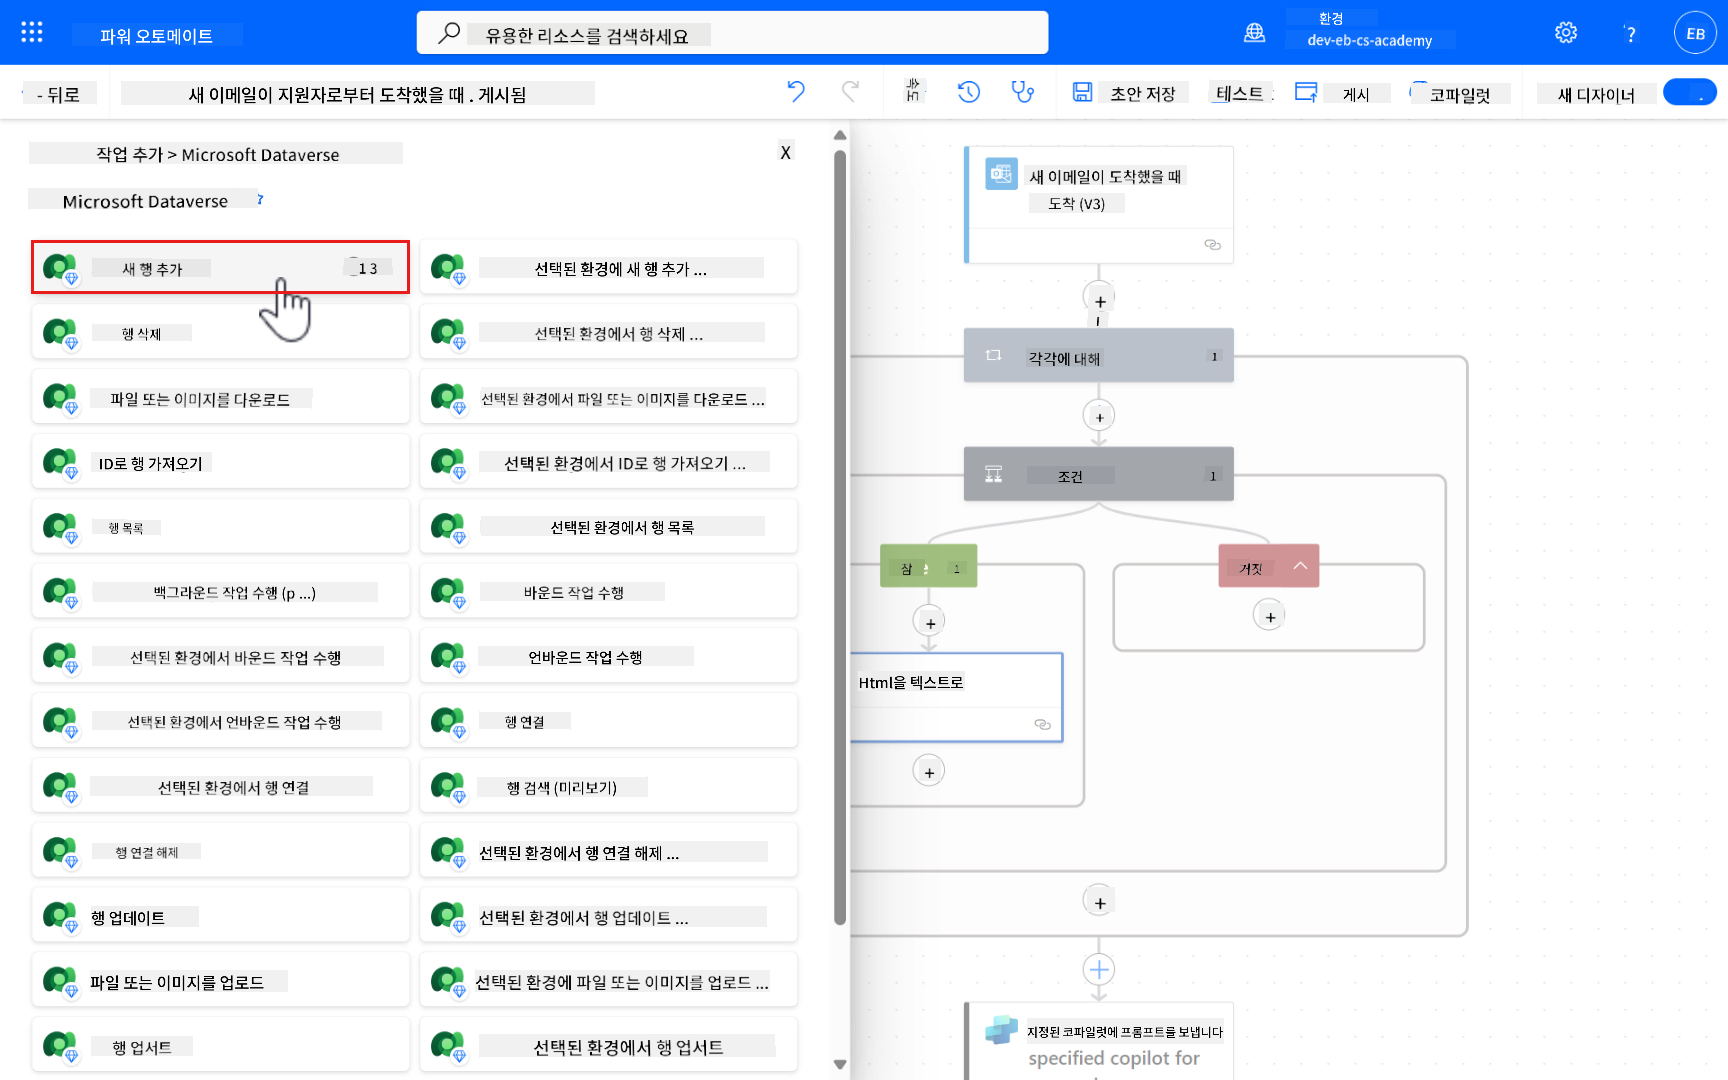 파워 오토메이트
유용한 리소스를 검색하세요
환경
dev-eb-cs-academy
?
EB
- 뒤로
새 이메일이 지원자로부터 도착했을 때 . 게시됨
초안 저장
테스트
게시
코파일럿
새 디자이너
작업 추가 > Microsoft Dataverse
X
Microsoft Dataverse
새 행 추가
1 3
선택된 환경에 새 행 추가 ...
행 삭제
선택된 환경에서 행 삭제 ...
파일 또는 이미지를 다운로드
선택된 환경에서 파일 또는 이미지를 다운로드 ...
ID로 행 가져오기
선택된 환경에서 ID로 행 가져오기 ...
행 목록
선택된 환경에서 행 목록
백그라운드 작업 수행 (p ...)
바운드 작업 수행
선택된 환경에서 바운드 작업 수행
언바운드 작업 수행
선택된 환경에서 언바운드 작업 수행
행 연결
선택된 환경에서 행 연결
행 검색 (미리보기)
행 연결 해제
선택된 환경에서 행 연결 해제 ...
행 업데이트
선택된 환경에서 행 업데이트 ...
파일 또는 이미지를 업로드
선택된 환경에 파일 또는 이미지를 업로드 ...
행 업서트
선택된 환경에서 행 업서트
새 이메일이 도착했을 때
도착 (V3)
각각에 대해
1
조건
1
참
1
거짓
Html을 텍스트로
지정된 코파일럿에 프롬프트를 보냅니다
specified copilot for